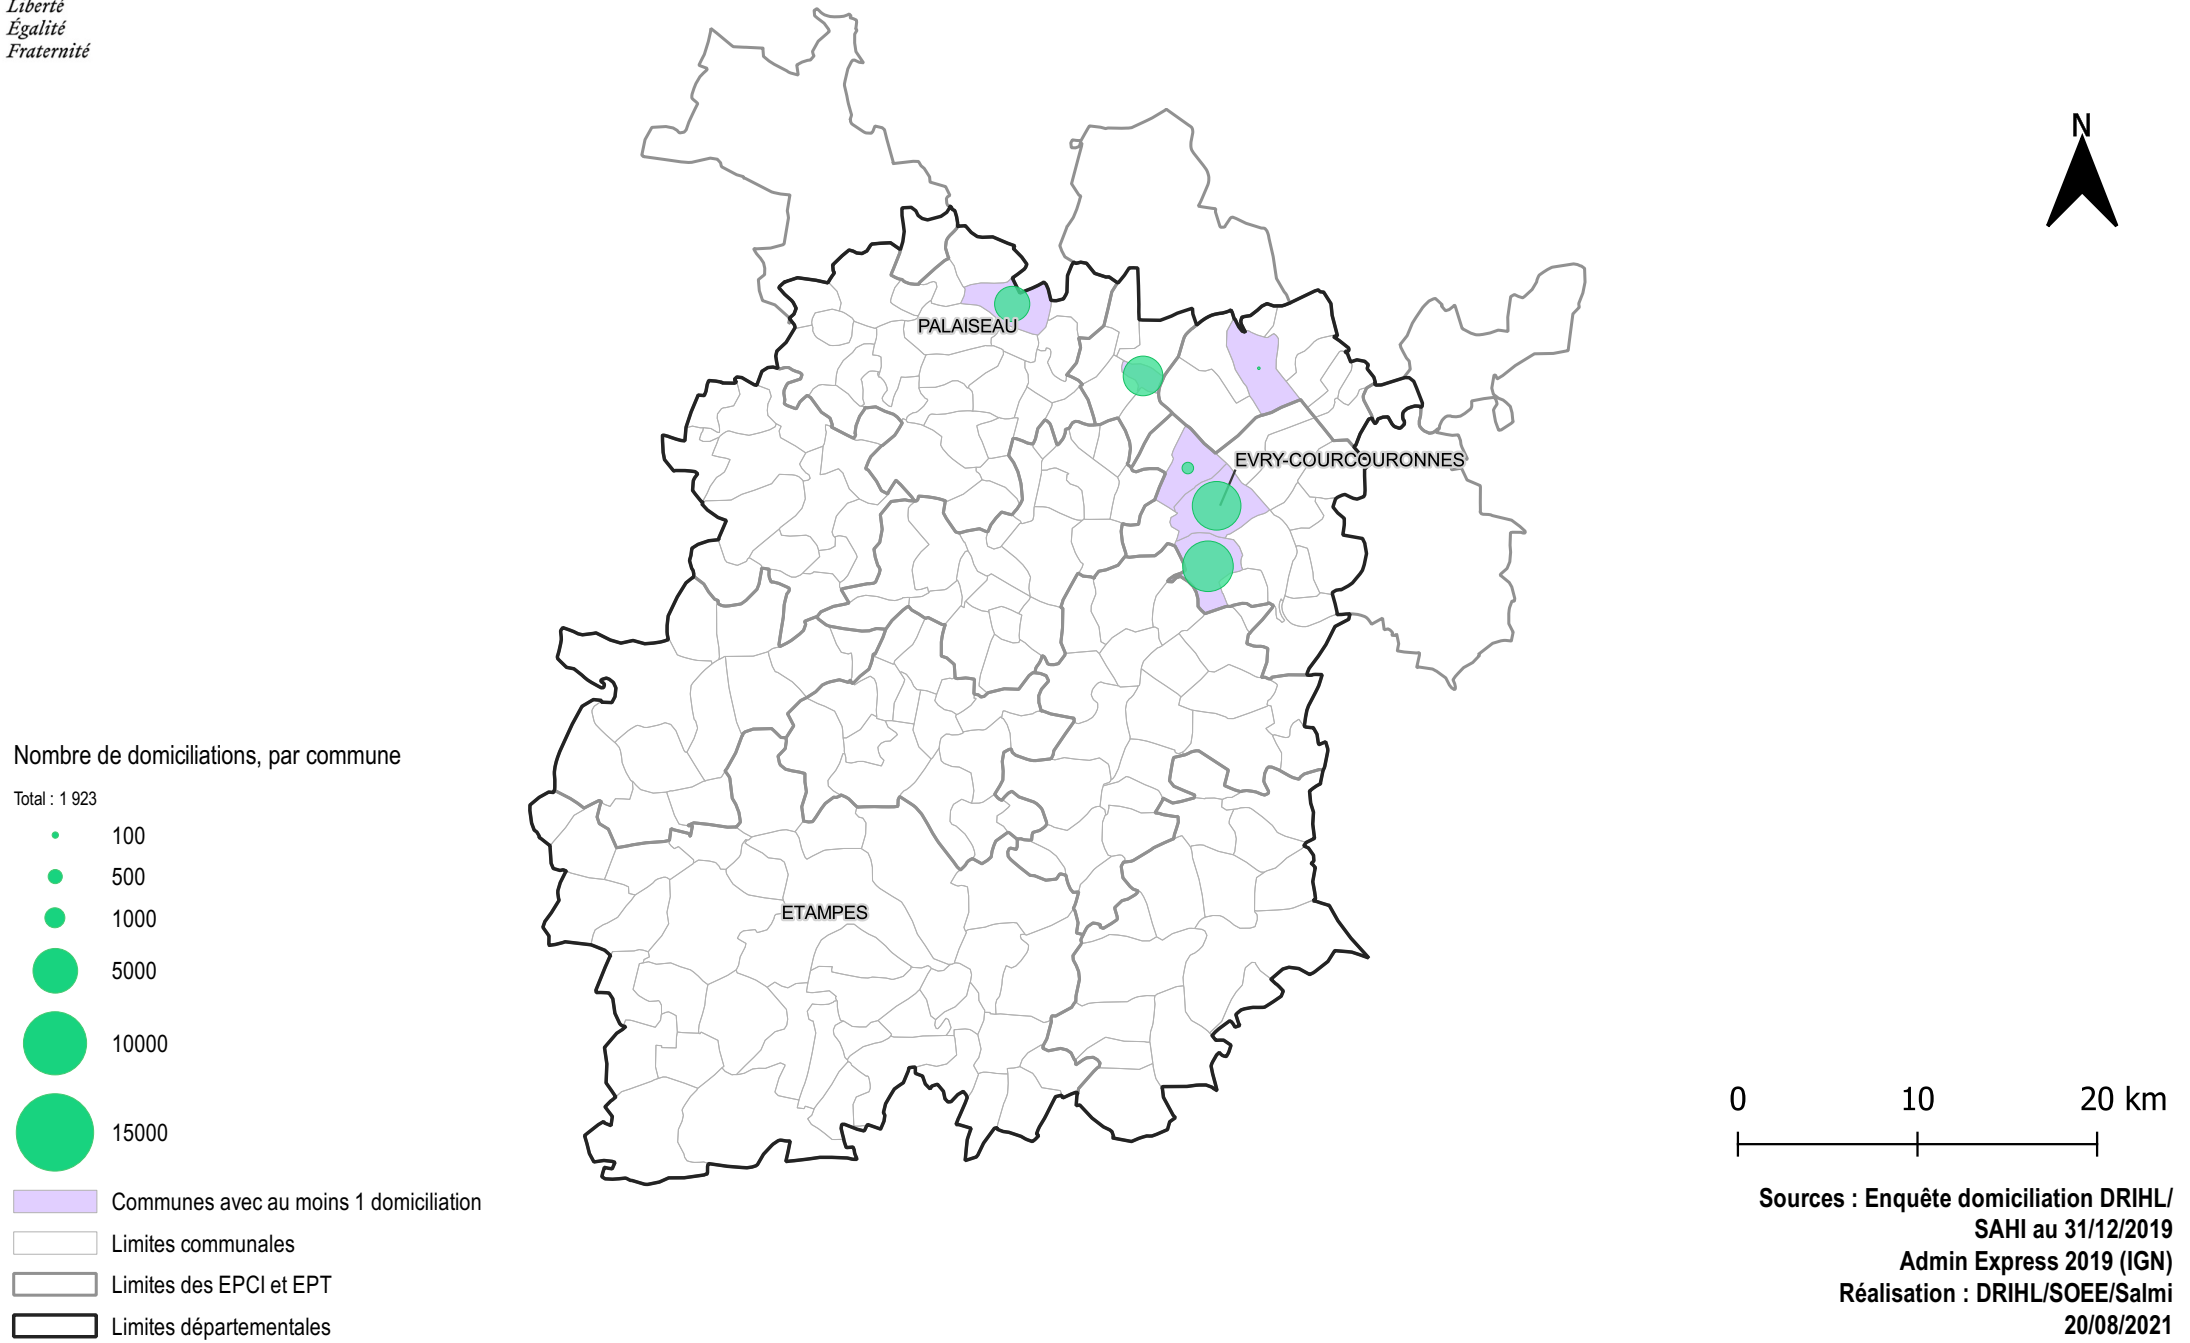 Liberté
Égalité
Fraternité
N
PALAISEAU
EVRY-COURCOURONNES
ETAMPES
Nombre de domiciliations, par commune
Total : 1 923
100
500
1000
5000
10000
15000
Communes avec au moins 1 domiciliation
Limites communales
Limites des EPCI et EPT
Limites départementales
0 10 20 km
Sources : Enquête domiciliation DRIHL/
SAHI au 31/12/2019
Admin Express 2019 (IGN)
Réalisation : DRIHL/SOEE/Salmi
20/08/2021